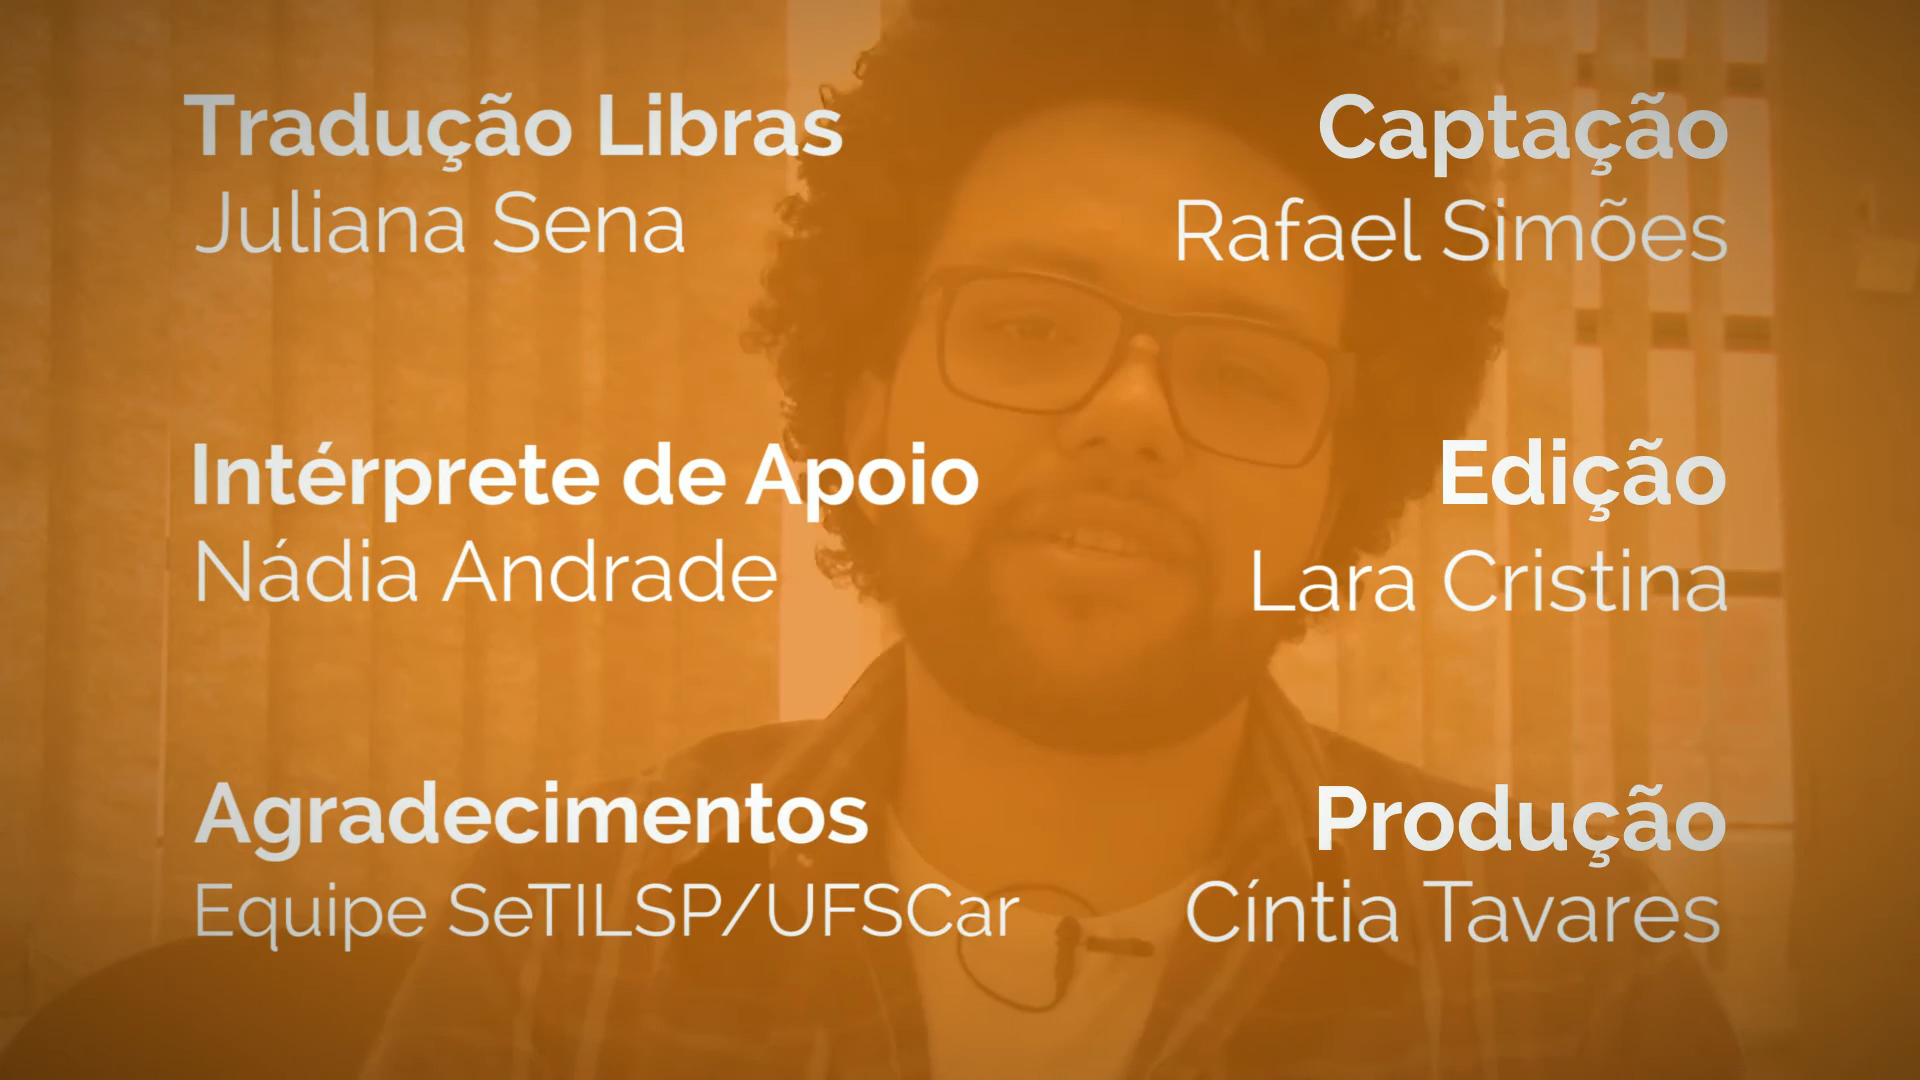 Tradução Libras
Juliana Sena
Intérprete de Apoio
Nádia Andrade
Agradecimentos
Equipe SeTILSP/UFSCar
Captação
Rafael Simões
Edição
Lara Cristina
Produção
Cíntia Tavares